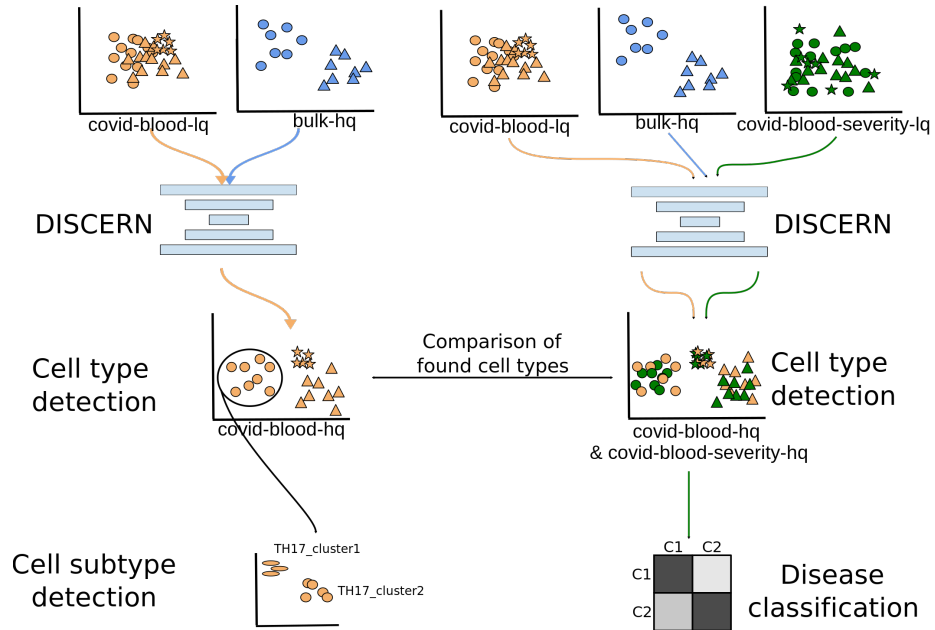 covid-blood-lq
bulk-hq
covid-blood-lq
bulk-hq
covid-blood-severity-lq
DISCERN
DISCERN
Cell type
detection
covid-blood-hq
Comparison of
found cell types
Cell type
detection
covid-blood-hq
& covid-blood-severity-hq
Cell subtype
detection
TH17_cluster1
TH17_cluster2
C1 C2
C1
C2
Disease
classification